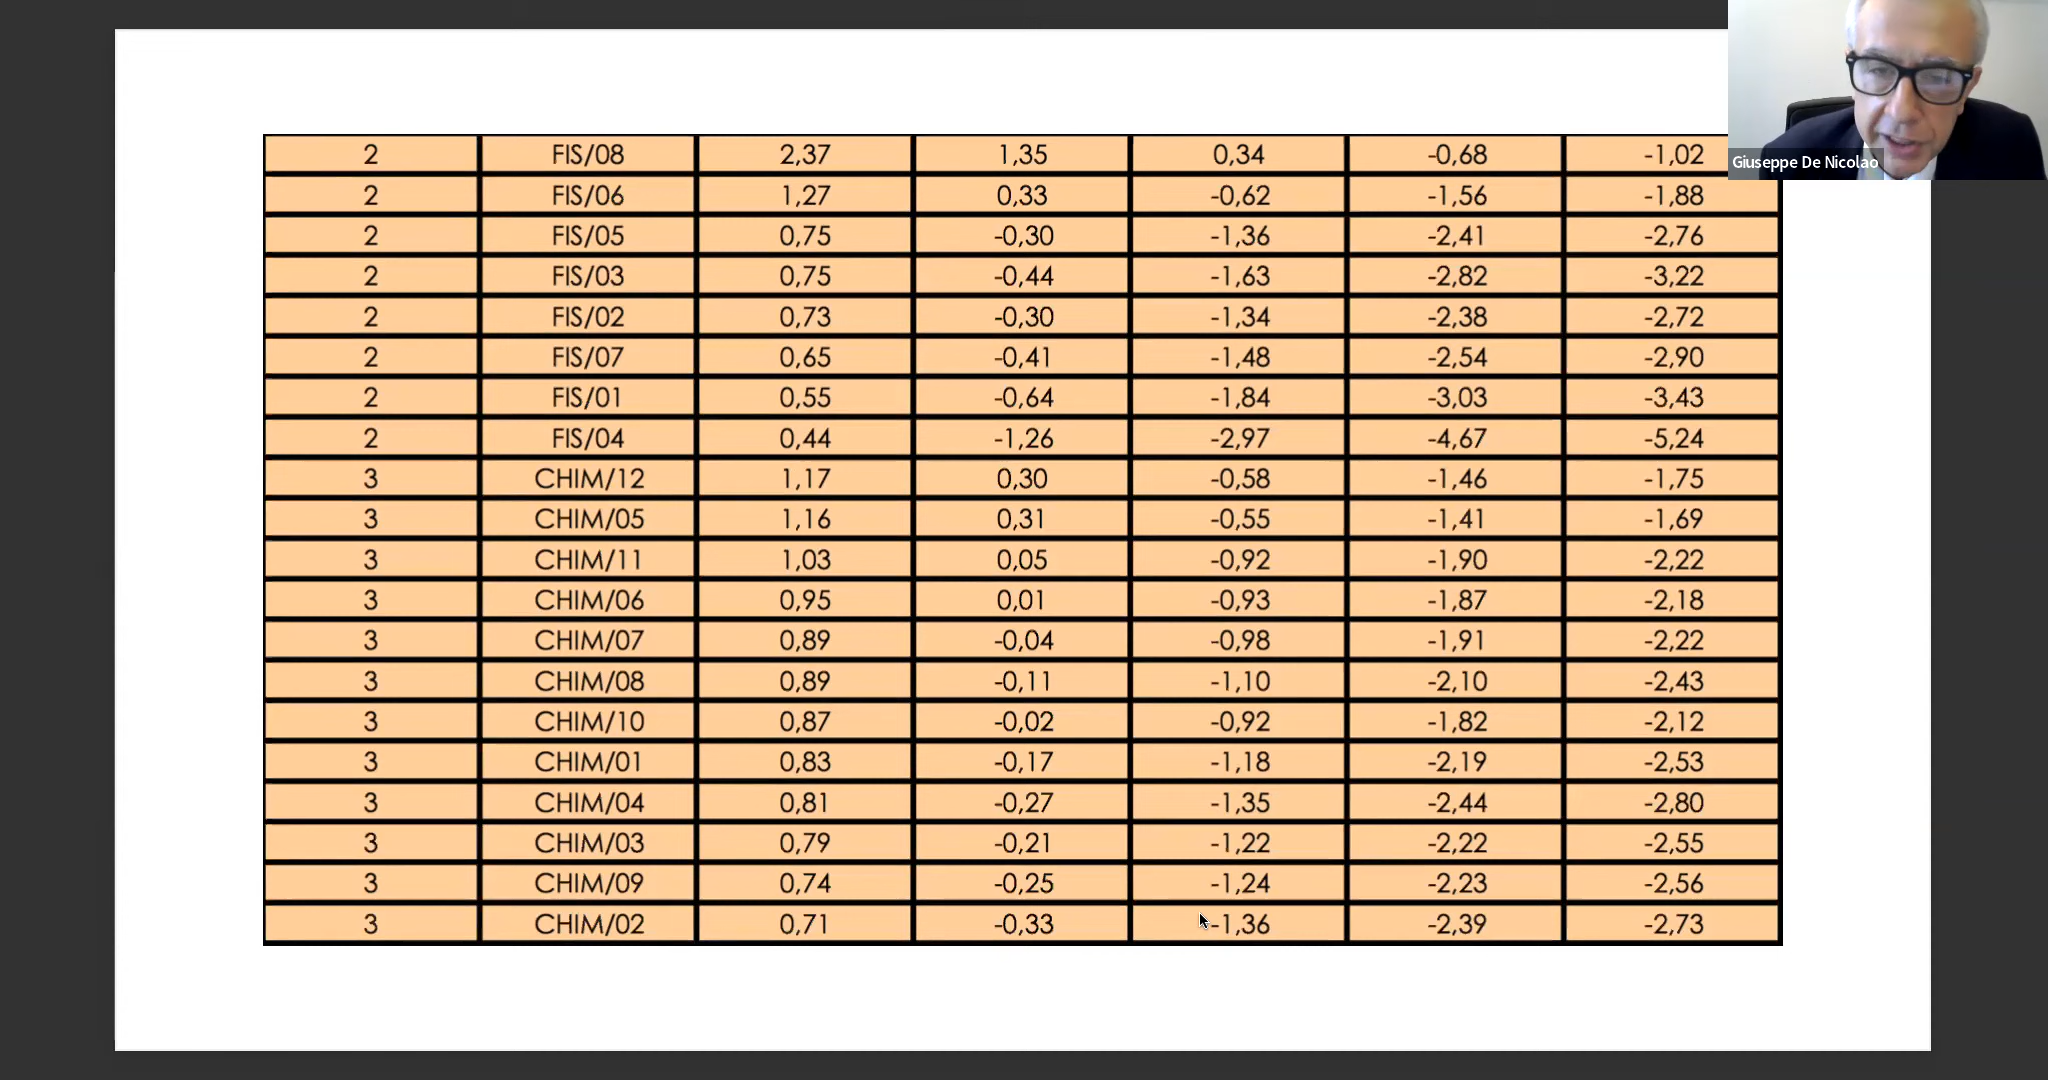 2 FIS/08 2,37 1,35 0,34 -0,68 -1,02
Giuseppe De Nicolao
2 FIS/06 1,27 0,33 -0,62 -1,56 -1,88
2 FIS/05 0,75 -0,30 -1,36 -2,41 -2,76
2 FIS/03 0,75 -0,44 -1,63 -2,82 -3,22
2 FIS/02 0,73 -0,30 -1,34 -2,38 -2,72
2 FIS/07 0,65 -0,41 -1,48 -2,54 -2,90
2 FIS/01 0,55 -0,64 -1,84 -3,03 -3,43
2 FIS/04 0,44 -1,26 -2,97 -4,67 -5,24
3 CHIM/12 1,17 0,30 -0,58 -1,46 -1,75
3 CHIM/05 1,16 0,31 -0,55 -1,41 -1,69
3 CHIM/11 1,03 0,05 -0,92 -1,90 -2,22
3 CHIM/06 0,95 0,01 -0,93 -1,87 -2,18
3 CHIM/07 0,89 -0,04 -0,98 -1,91 -2,22
3 CHIM/08 0,89 -0,11 -1,10 -2,10 -2,43
3 CHIM/10 0,87 -0,02 -0,92 -1,82 -2,12
3 CHIM/01 0,83 -0,17 -1,18 -2,19 -2,53
3 CHIM/04 0,81 -0,27 -1,35 -2,44 -2,80
3 CHIM/03 0,79 -0,21 -1,22 -2,22 -2,55
3 CHIM/09 0,74 -0,25 -1,24 -2,23 -2,56
3 CHIM/02 0,71 -0,33 -1,36 -2,39 -2,73